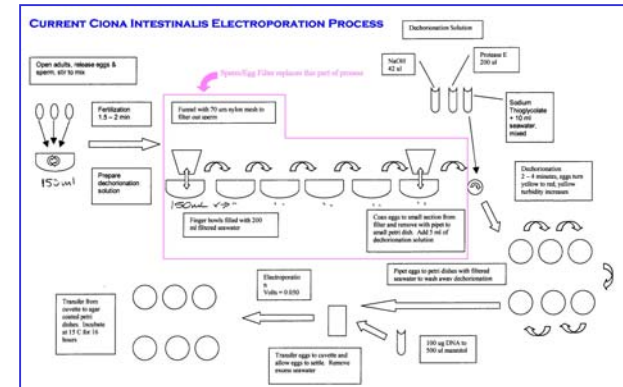 CURRENT CIONA INTESTINALIS ELECTROPORATION PROCESS
Dechorionation Solution
NaOH
42 ul
Protease E
200 ul
Open adults, release eggs &
sperm, stir to mix
Sperm/Egg Filter replaces this part of process
Fertilization
1.5 – 2 min
Funnel with 70 um nylon mesh to
filter out sperm
Sodium
Thioglycolate
+ 10 ml
seawater,
mixed
150ml
Prepare
dechorionation
solution
150mL
Finger bowls filled with 200
ml filtered seawater
Coax eggs to small section from
filter and remove with pipet to
small petri dish. Add 5 ml of
dechorionation solution
Dechorionation
2 – 4 minutes, eggs turn
yellow to red, yellow
turbidity increases
Pipet eggs to petri dishes with filtered
seawater to wash away dechorionation
Electroporatio
n
Volts = 0.050
Transfer from
cuvette to agar
coated petri
dishes. Incubate
at 15 C for 16
hours
100 ug DNA to
500 ul mannitol
Transfer eggs to cuvette and
allow eggs to settle. Remove
excess seawater